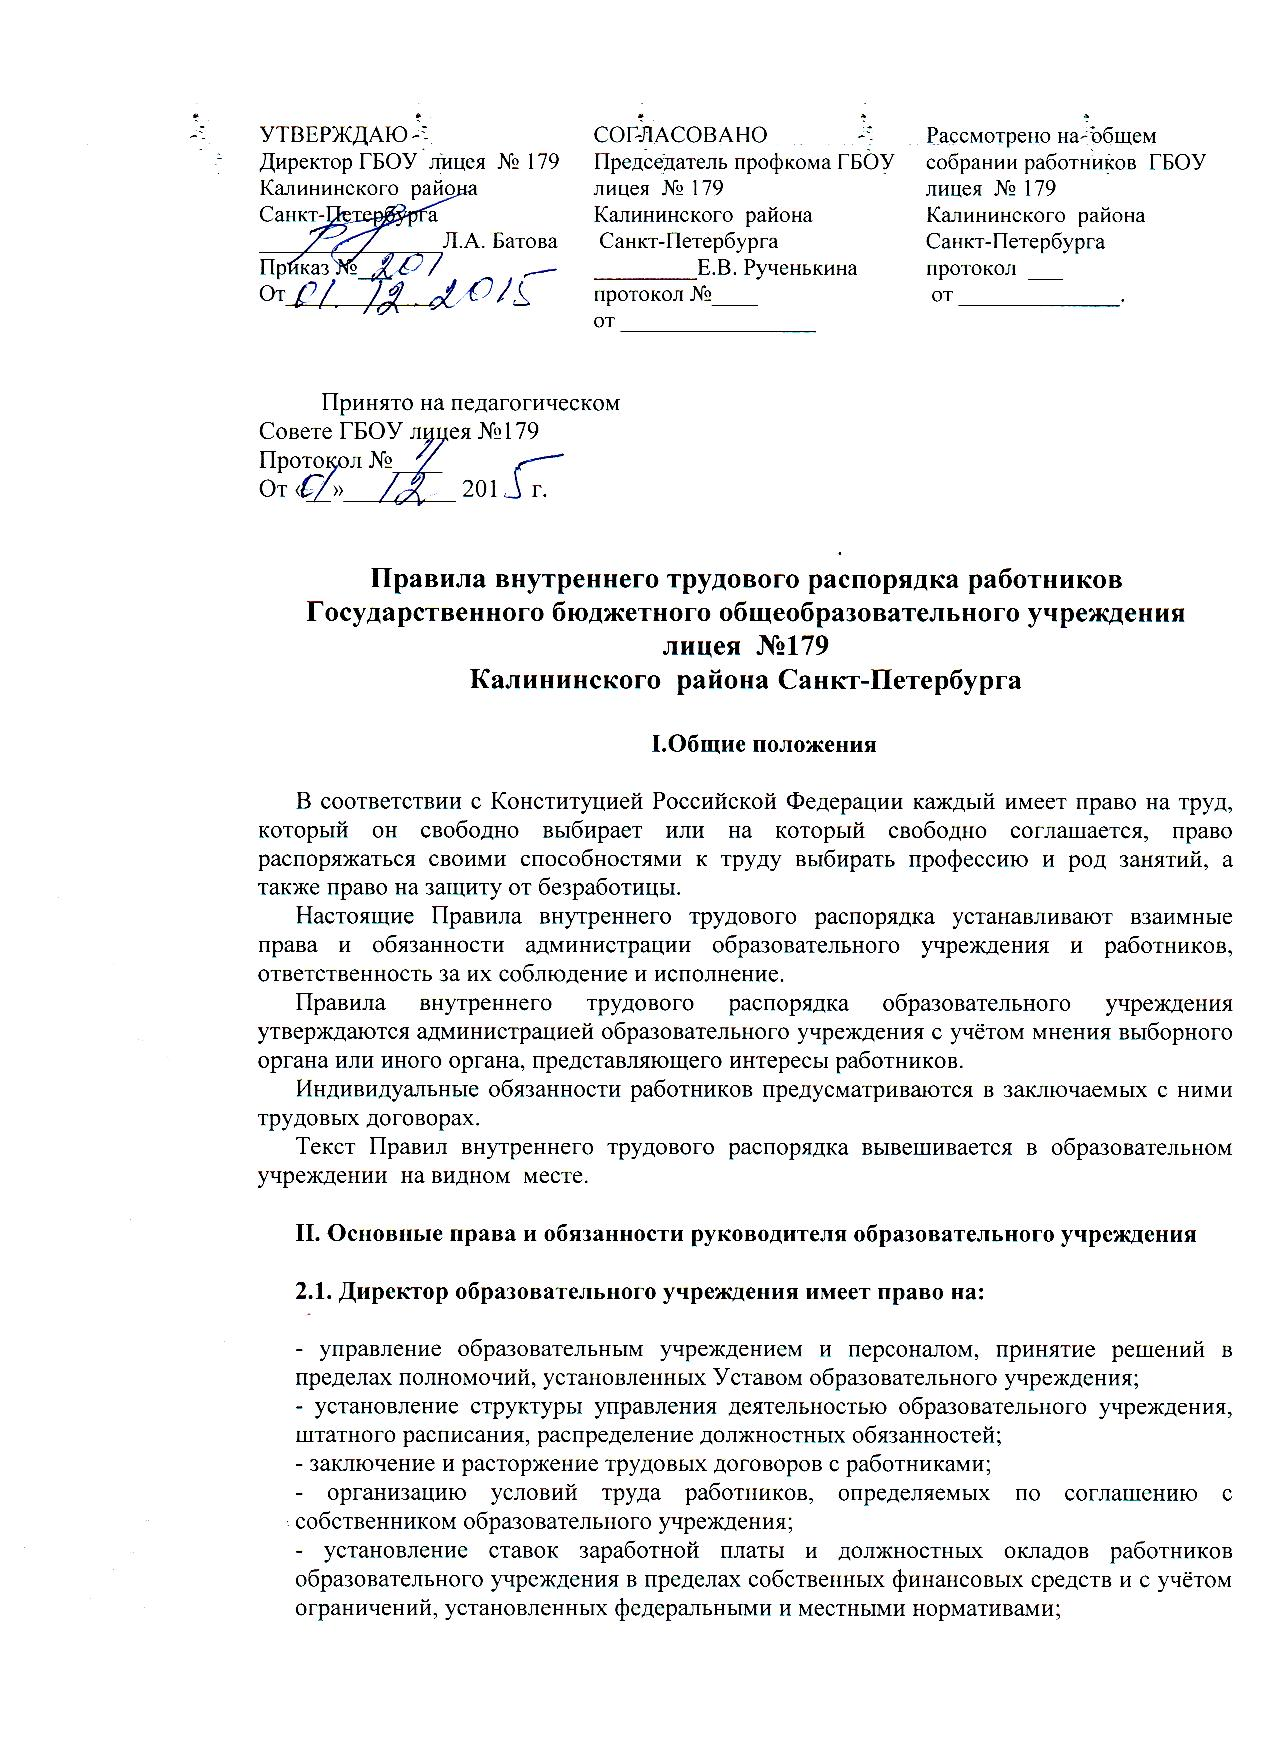 УТВЕРЖДАЮ
Директор ГБОУ лицея № 179
Калининского района
Санкт-Петербурга
______________Л.А. Батова
Приказ № 201
От 01.12.2015
СОГЛАСОВАНО
Председатель профкома ГБОУ
лицея № 179
Калининского района
Санкт-Петербурга
_________Е.В. Рученькина
протокол №____
от _________________
Рассмотрено на общем
собрании работников ГБОУ
лицея № 179
Калининского района
Санкт-Петербурга
протокол ___
от ______________.
Принято на педагогическом
Совете ГБОУ лицея №179
Протокол № 11
От «01» 12 2015 г.
Правила внутреннего трудового распорядка работников
Государственного бюджетного общеобразовательного учреждения
лицея №179
Калининского района Санкт-Петербурга
I.Общие положения
В соответствии с Конституцией Российской Федерации каждый имеет право на труд,
который он свободно выбирает или на который свободно соглашается, право
распоряжаться своими способностями к труду выбирать профессию и род занятий, а
также право на защиту от безработицы.
Настоящие Правила внутреннего трудового распорядка устанавливают взаимные
права и обязанности администрации образовательного учреждения и работников,
ответственность за их соблюдение и исполнение.
Правила внутреннего трудового распорядка образовательного учреждения
утверждаются администрацией образовательного учреждения с учётом мнения выборного
органа или иного органа, представляющего интересы работников.
Индивидуальные обязанности работников предусматриваются в заключаемых с ними
трудовых договорах.
Текст Правил внутреннего трудового распорядка вывешивается в образовательном
учреждении на видном месте.
II. Основные права и обязанности руководителя образовательного учреждения
2.1. Директор образовательного учреждения имеет право на:
- управление образовательным учреждением и персоналом, принятие решений в
пределах полномочий, установленных Уставом образовательного учреждения;
- установление структуры управления деятельностью образовательного учреждения,
штатного расписания, распределение должностных обязанностей;
- заключение и расторжение трудовых договоров с работниками;
- организацию условий труда работников, определяемых по соглашению с
собственником образовательного учреждения;
- установление ставок заработной платы и должностных окладов работников
образовательного учреждения в пределах собственных финансовых средств и с учётом
ограничений, установленных федеральными и местными нормативами;